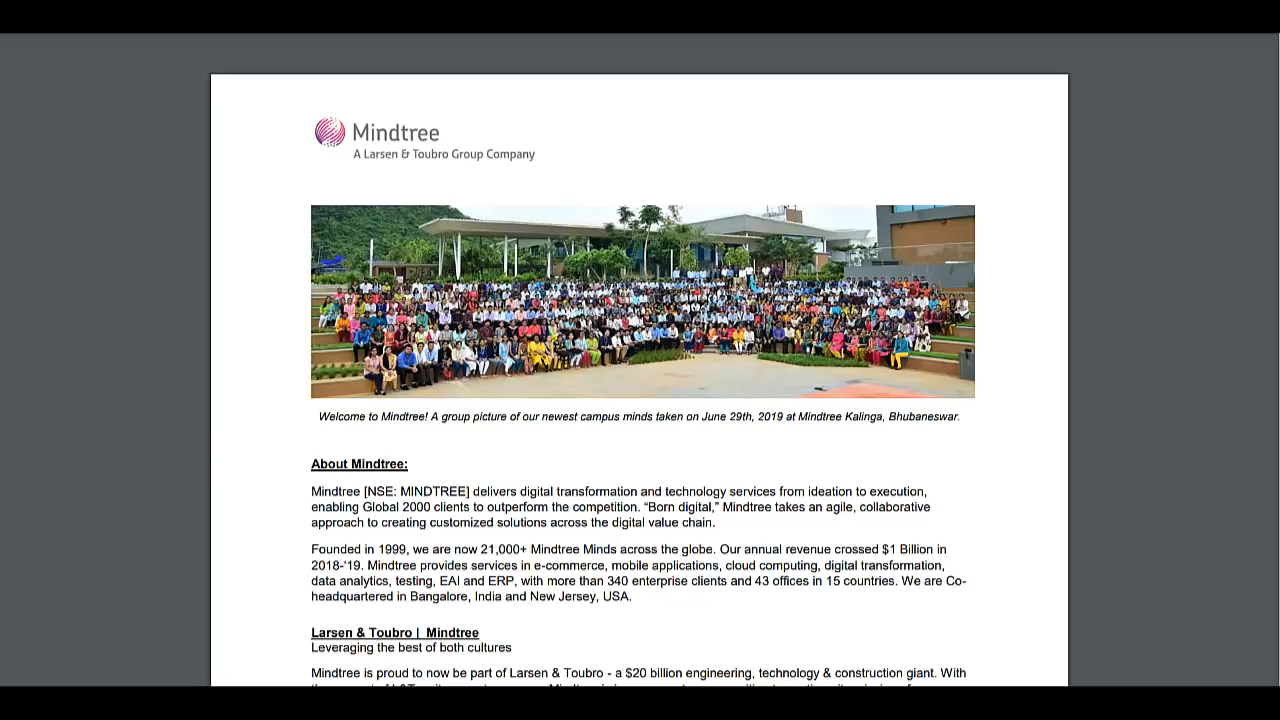 Mindtree
A Larsen & Toubro Group Company
Welcome to Mindtree! A group picture of our newest campus minds taken on June 29th, 2019 at Mindtree Kalinga, Bhubaneswar.
About Mindtree:
Mindtree [NSE: MINDTREE] delivers digital transformation and technology services from ideation to execution,
enabling Global 2000 clients to outperform the competition. “Born digital,” Mindtree takes an agile, collaborative
approach to creating customized solutions across the digital value chain.
Founded in 1999, we are now 21,000+ Mindtree Minds across the globe. Our annual revenue crossed $1 Billion in
2018-‘19. Mindtree provides services in e-commerce, mobile applications, cloud computing, digital transformation,
data analytics, testing, EAI and ERP, with more than 340 enterprise clients and 43 offices in 15 countries. We are Co-
headquartered in Bangalore, India and New Jersey, USA.
Larsen & Toubro | Mindtree
Leveraging the best of both cultures
Mindtree is proud to now be part of Larsen & Toubro - a $20 billion engineering, technology & construction giant. With